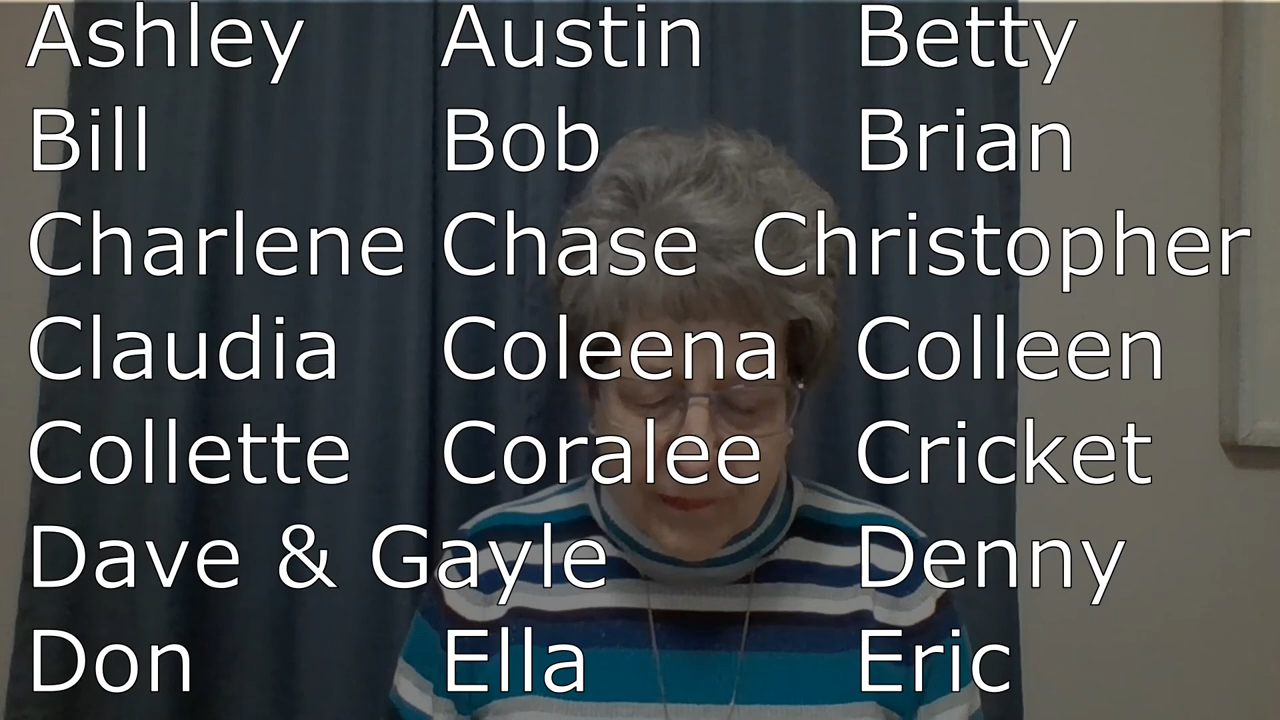 Ashley Austin Betty
Bill Bob Brian
Charlene Chase Christopher
Claudia Coleena Colleen
Collette Coralee Cricket
Dave & Gayle Denny
Don Ella Eric